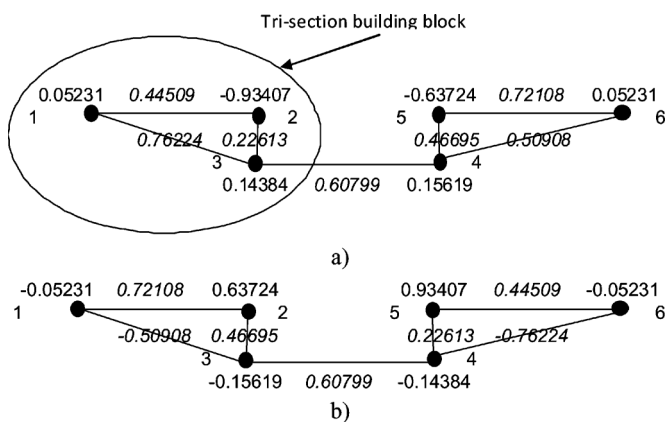 Tri-section building block
0.05231 0.44509 -0.93407 -0.63724 0.72108 0.05231
1 2 5 6
0.76224 0.22613 0.46695 0.50908
3 4
0.14384 0.60799 0.15619
a)
-0.05231 0.72108 0.63724 0.93407 0.44509 -0.05231
1 2 5 6
-0.50908 0.46695 0.22613 -0.76224
3 4
-0.15619 0.60799 -0.14384
b)